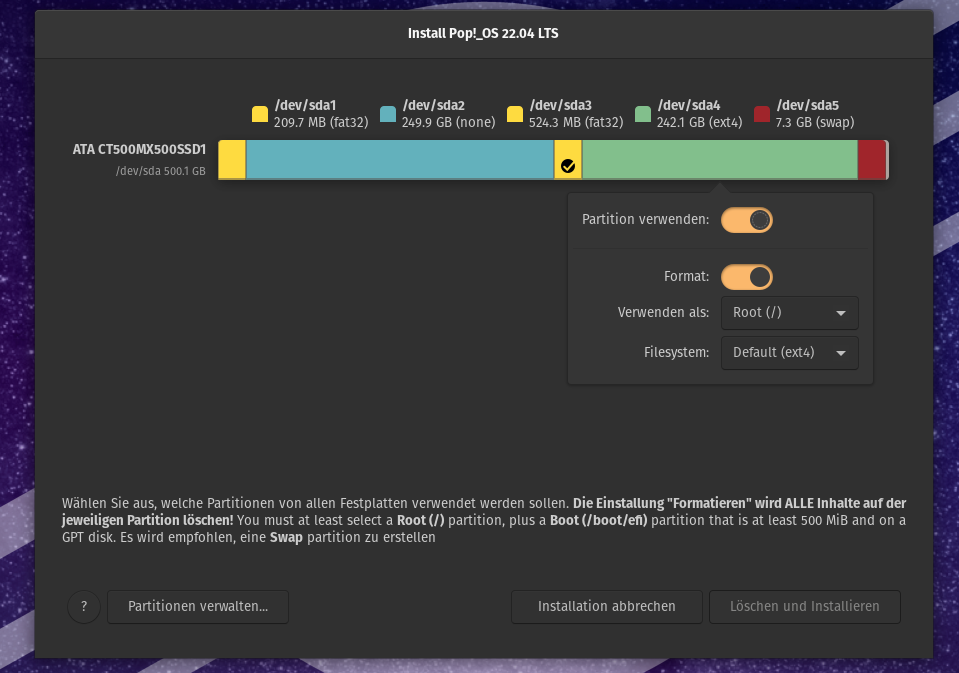 Install Pop!_OS 22.04 LTS
/dev/sda1
209.7 MB (fat32)
/dev/sda2
249.9 GB (none)
/dev/sda3
524.3 MB (fat32)
/dev/sda4
242.1 GB (ext4)
/dev/sda5
7.3 GB (swap)
ATA CT500MX500SSD1
/dev/sda 500.1 GB
Partition verwenden:
Format:
Verwenden als:
Root (/)
Filesystem:
Default (ext4)
Wählen Sie aus, welche Partitionen von allen Festplatten verwendet werden sollen. Die Einstellung "Formatieren" wird ALLE Inhalte auf der
jeweiligen Partition löschen! You must at least select a Root (/) partition, plus a Boot (/boot/efi) partition that is at least 500 MiB and on a
GPT disk. Es wird empfohlen, eine Swap partition zu erstellen
?
Partitionen verwalten...
Installation abbrechen
Löschen und Installieren